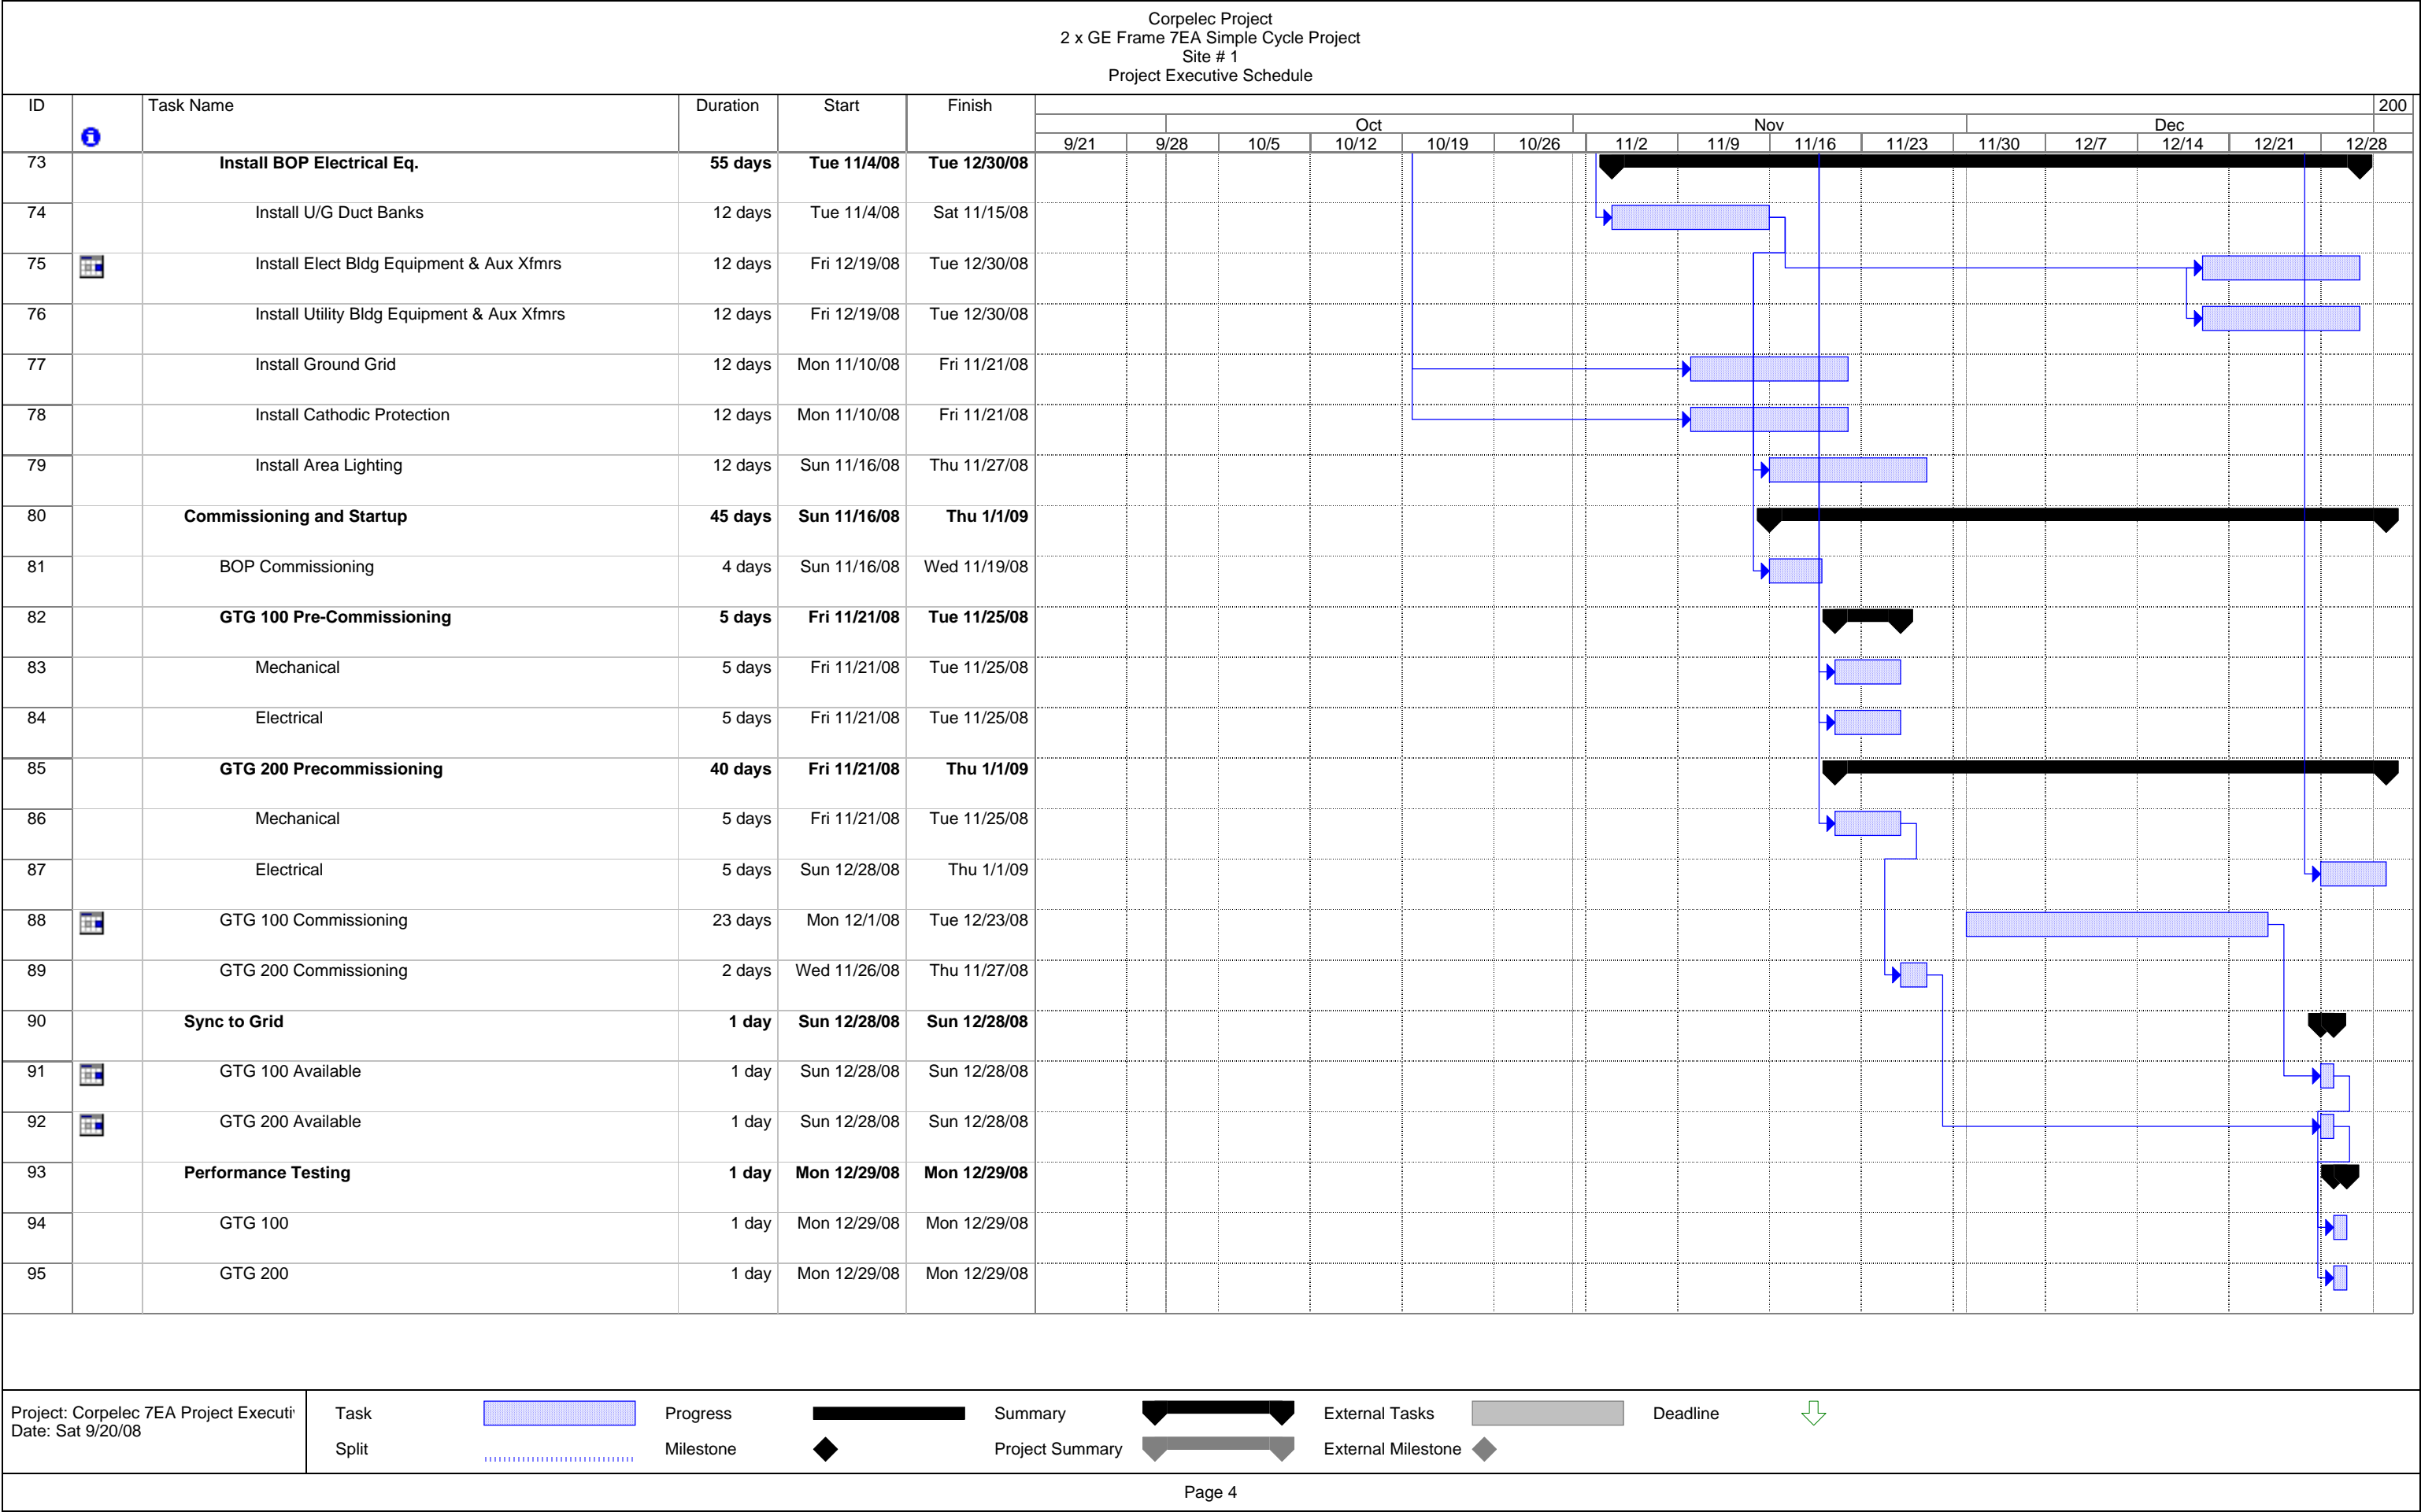 Corpelec Project
2 x GE Frame 7EA Simple Cycle Project
Site # 1
Project Executive Schedule
ID Task Name Duration Start Finish 200
Oct Nov Dec
9/21 9/28 10/5 10/12 10/19 10/26 11/2 11/9 11/16 11/23 11/30 12/7 12/14 12/21 12/28
73 Install BOP Electrical Eq. 55 days Tue 11/4/08 Tue 12/30/08
74 Install U/G Duct Banks 12 days Tue 11/4/08 Sat 11/15/08
75 Install Elect Bldg Equipment & Aux Xfmrs 12 days Fri 12/19/08 Tue 12/30/08
76 Install Utility Bldg Equipment & Aux Xfmrs 12 days Fri 12/19/08 Tue 12/30/08
77 Install Ground Grid 12 days Mon 11/10/08 Fri 11/21/08
78 Install Cathodic Protection 12 days Mon 11/10/08 Fri 11/21/08
79 Install Area Lighting 12 days Sun 11/16/08 Thu 11/27/08
80 Commissioning and Startup 45 days Sun 11/16/08 Thu 1/1/09
81 BOP Commissioning 4 days Sun 11/16/08 Wed 11/19/08
82 GTG 100 Pre-Commissioning 5 days Fri 11/21/08 Tue 11/25/08
83 Mechanical 5 days Fri 11/21/08 Tue 11/25/08
84 Electrical 5 days Fri 11/21/08 Tue 11/25/08
85 GTG 200 Precommissioning 40 days Fri 11/21/08 Thu 1/1/09
86 Mechanical 5 days Fri 11/21/08 Tue 11/25/08
87 Electrical 5 days Sun 12/28/08 Thu 1/1/09
88 GTG 100 Commissioning 23 days Mon 12/1/08 Tue 12/23/08
89 GTG 200 Commissioning 2 days Wed 11/26/08 Thu 11/27/08
90 Sync to Grid 1 day Sun 12/28/08 Sun 12/28/08
91 GTG 100 Available 1 day Sun 12/28/08 Sun 12/28/08
92 GTG 200 Available 1 day Sun 12/28/08 Sun 12/28/08
93 Performance Testing 1 day Mon 12/29/08 Mon 12/29/08
94 GTG 100 1 day Mon 12/29/08 Mon 12/29/08
95 GTG 200 1 day Mon 12/29/08 Mon 12/29/08
Project: Corpelec 7EA Project Executi
Date: Sat 9/20/08
Task Progress Summary External Tasks Deadline
Split Milestone Project Summary External Milestone
Page 4